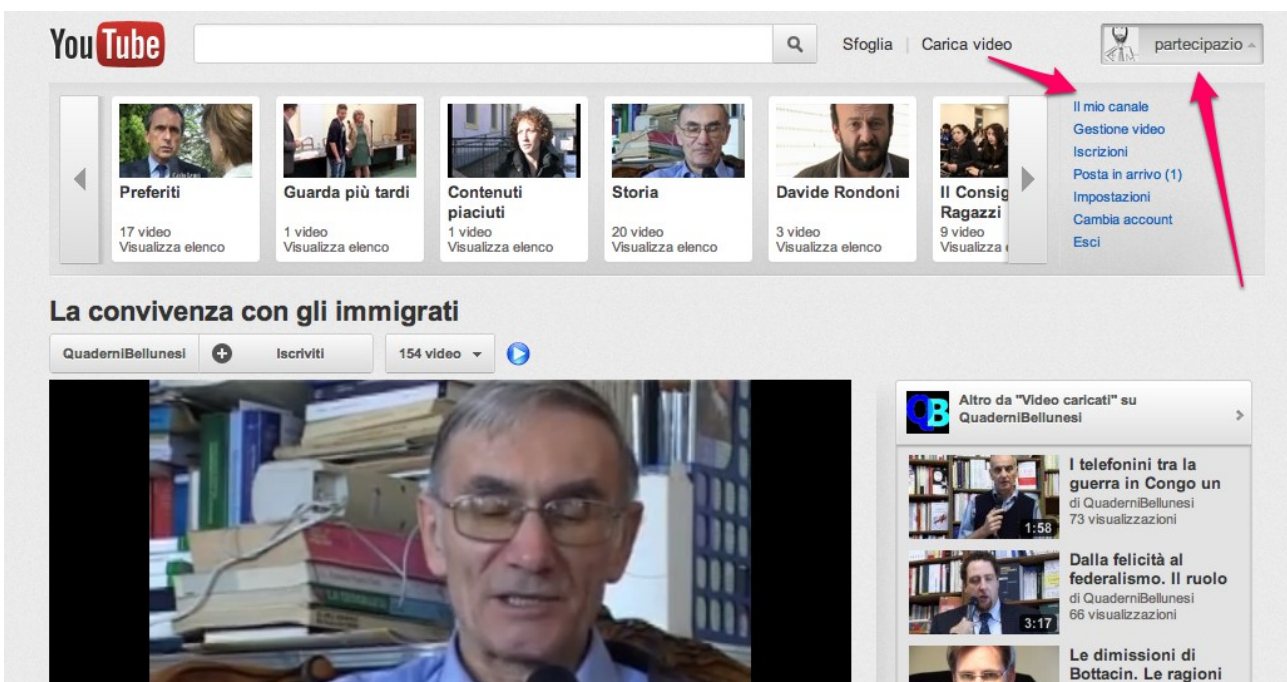 YouTube
Sfoglia | Carica video
partecipazio
Preferiti
17 video
Visualizza elenco
Guarda più tardi
1 video
Visualizza elenco
Contenuti
piaciuti
1 video
Visualizza elenco
Storia
20 video
Visualizza elenco
Davide Rondoni
3 video
Visualizza elenco
Il Consig
Ragazzi
9 video
Visualizza
Il mio canale
Gestione video
Iscrizioni
Posta in arrivo (1)
Impostazioni
Cambia account
Esci
La convivenza con gli immigrati
QuaderniBellunesi
Iscriviti
154 video
QB
Altro da "Video caricati" su
QuaderniBellunesi
I telefonini tra la
guerra in Congo un
di QuaderniBellunesi
73 visualizzazioni
1:58
Dalla felicità al
federalismo. Il ruolo
di QuaderniBellunesi
66 visualizzazioni
3:17
Le dimissioni di
Bottacin. Le ragioni